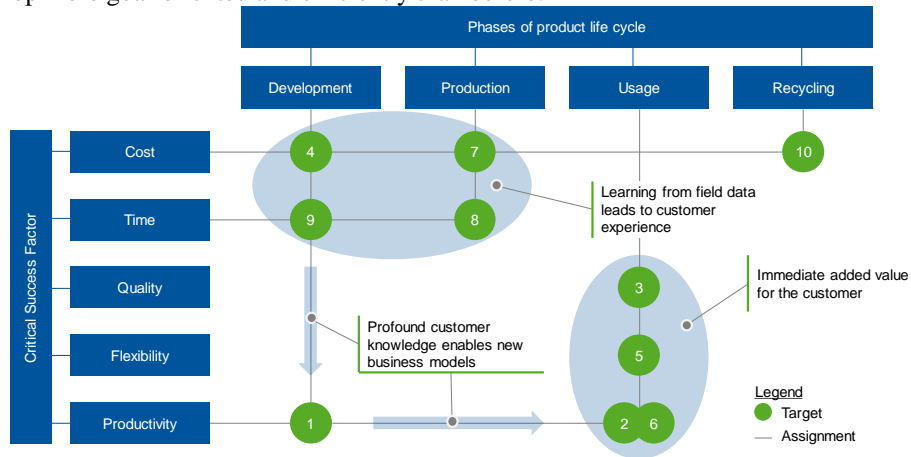 Phases of product life cycle
Development
Production
Usage
Recycling
Critical Success Factor
Cost
4
7
10
Learning from field data
leads to customer
experience
Time
9
8
Quality
3
Immediate added value
for the customer
Profound customer
knowledge enables new
business models
Flexibility
5
Legend
Target
Assignment
Productivity
1
2
6